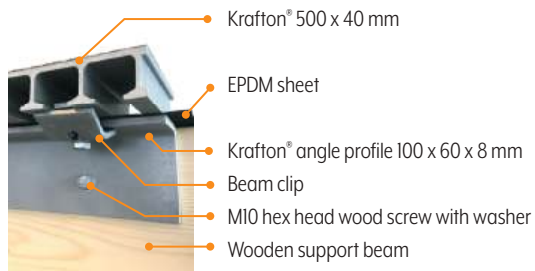 Krafton® 500 x 40 mm
EPDM sheet
Krafton® angle profile 100 x 60 x 8 mm
Beam clip
M10 hex head wood screw with washer
Wooden support beam